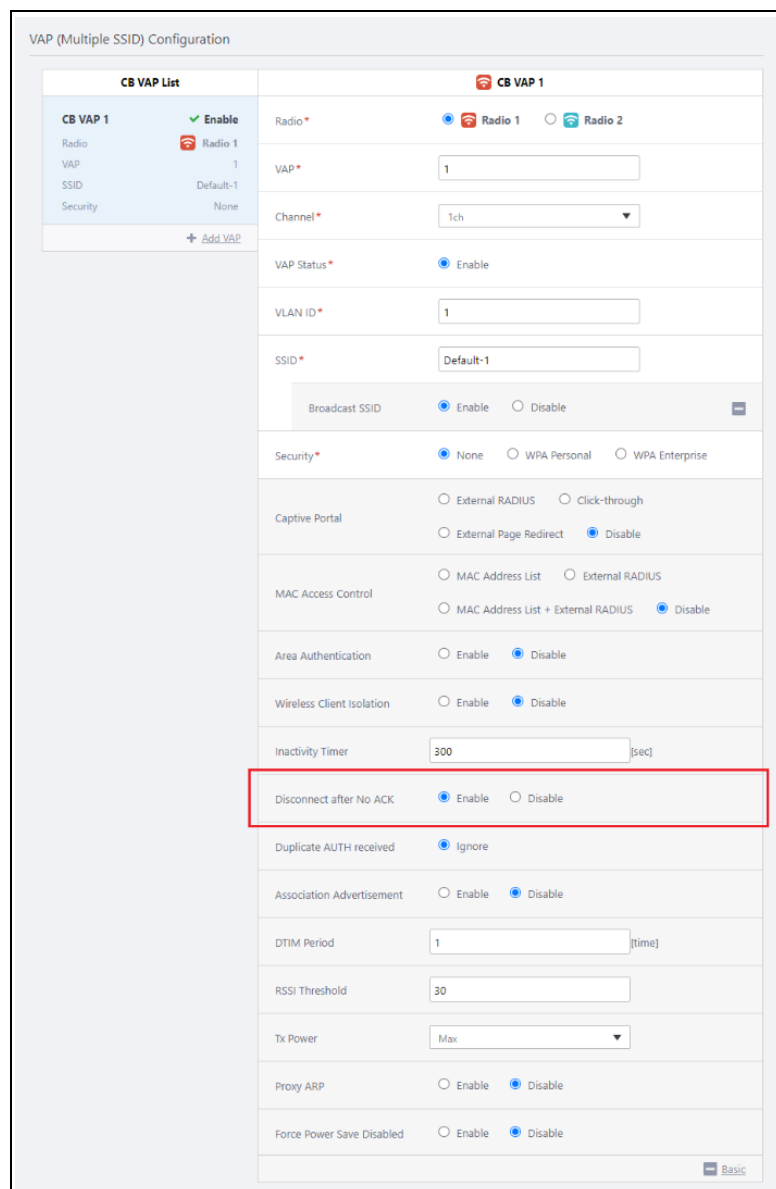 VAP (Multiple SSID) Configuration
CB VAP List
CB VAP 1
CB VAP 1 Enable
Radio Radio 1
VAP 1
SSID Default-1
Security None
Add VAP
Radio* Radio 1 Radio 2
VAP* 1
Channel* 1ch
VAP Status* Enable
VLAN ID* 1
SSID* Default-1
Broadcast SSID Enable Disable
Security* None WPA Personal WPA Enterprise
Captive Portal
External RADIUS Click-through
External Page Redirect Disable
MAC Access Control
MAC Address List External RADIUS
MAC Address List + External RADIUS Disable
Area Authentication Enable Disable
Wireless Client Isolation Enable Disable
Inactivity Timer 300 [sec]
Disconnect after No ACK Enable Disable
Duplicate AUTH received Ignore
Association Advertisement Enable Disable
DTIM Period 1 [time]
RSSI Threshold 30
Tx Power Max
Proxy ARP Enable Disable
Force Power Save Disabled Enable Disable
Basic